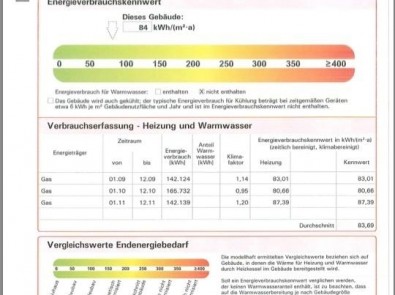 Energieverbrauchskennwert
Dieses Gebäude:
84 kWh/(m²·a)
0 50 100 150 200 250 300 350 ≥400
Energieverbrauch für Warmwasser: ☐ enthalten ☒ nicht enthalten
☐ Das Gebäude wird auch gekühlt; der typische Energieverbrauch für Kühlung beträgt bei zeitgemäßen Geräten
etwa 6 kWh je m² Gebäudenutzfläche und Jahr und ist im Energieverbrauchskennwert nicht enthalten.
Verbrauchserfassung - Heizung und Warmwasser
Energieträger
Zeitraum
von bis
Energie-
verbrauch
(kWh)
Anteil
Warm-
wasser
(kWh)
Klima-
faktor
Energieverbrauchskennwert in kWh/(m²·a)
(zeitlich bereinigt, klimabereinigt)
Heizung Kennwert
Gas 01.09 12.09 142.124 1,14 83,01 83,01
Gas 01.10 12.10 165.732 0,95 80,66 80,66
Gas 01.11 12.11 142.139 1,20 87,39 87,39
Durchschnitt 83,69
Vergleichswerte Endenergiebedarf
0 50 100 150 200 250 300 350 ≥400
Die modellhaft ermittelten Vergleichswerte beziehen sich auf
Gebäude, in denen die Wärme für Heizung und Warmwasser
durch Heizkessel im Gebäude bereitgestellt wird.
Soll ein Energieverbrauchskennwert verglichen werden,
der keinen Warmwasseranteil enthält, ist zu beachten, dass
auf die Warmwasserbereitung je nach Gebäudegröße